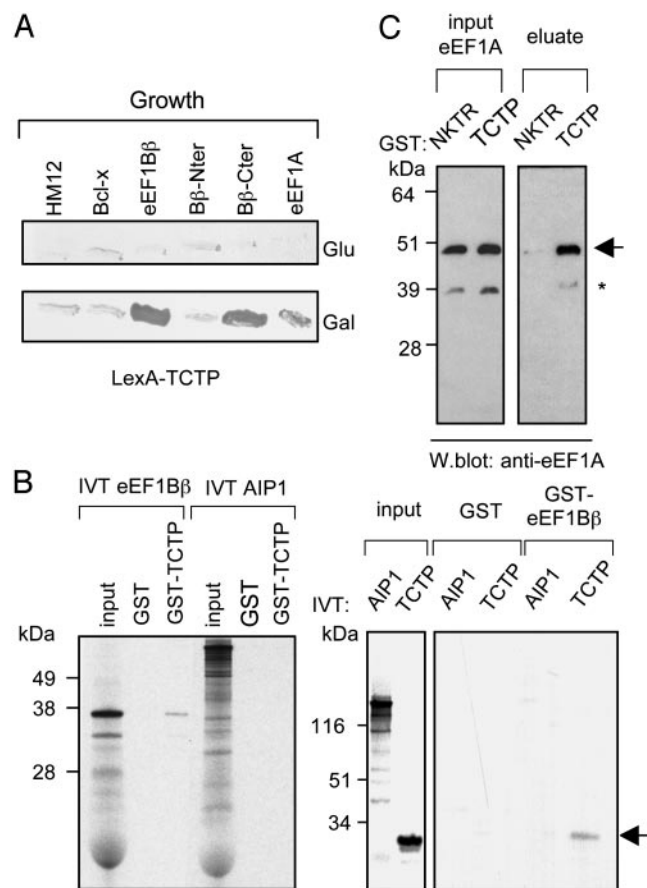 A
Growth
HM12 Bcl-x eEF1Bβ Bβ-Nter Bβ-Cter eEF1A
Glu
Gal
LexA-TCTP
C
input eluate
eEF1A
GST: NKTR TCTP NKTR TCTP
kDa
64
51
39 *
28
W.blot: anti-eEF1A
B
IVT eEF1Bβ IVT AIP1
input GST GST-TCTP input GST GST-TCTP
kDa
49
38
28
input GST GST-
eEF1Bβ
IVT: AIP1 TCTP AIP1 TCTP AIP1 TCTP
kDa
116
51
34